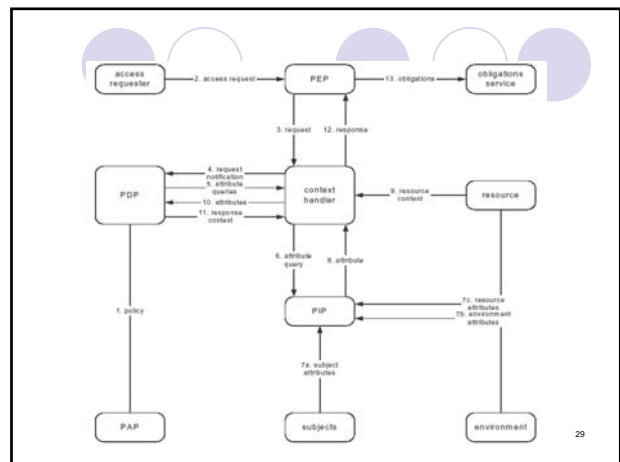 access
requester
2. access request
PEP
13. obligations
obligations
service
3. request
12. response
4. request
notification
5. attribute
queries
10. attributes
11. response
context
PDP
context
handler
9. resource
content
resource
6. attribute
query
8. attribute
1. policy
PIP
7c. resource
attributes
7b. environment
attributes
7a. subject
attributes
PAP
subjects
environment
29